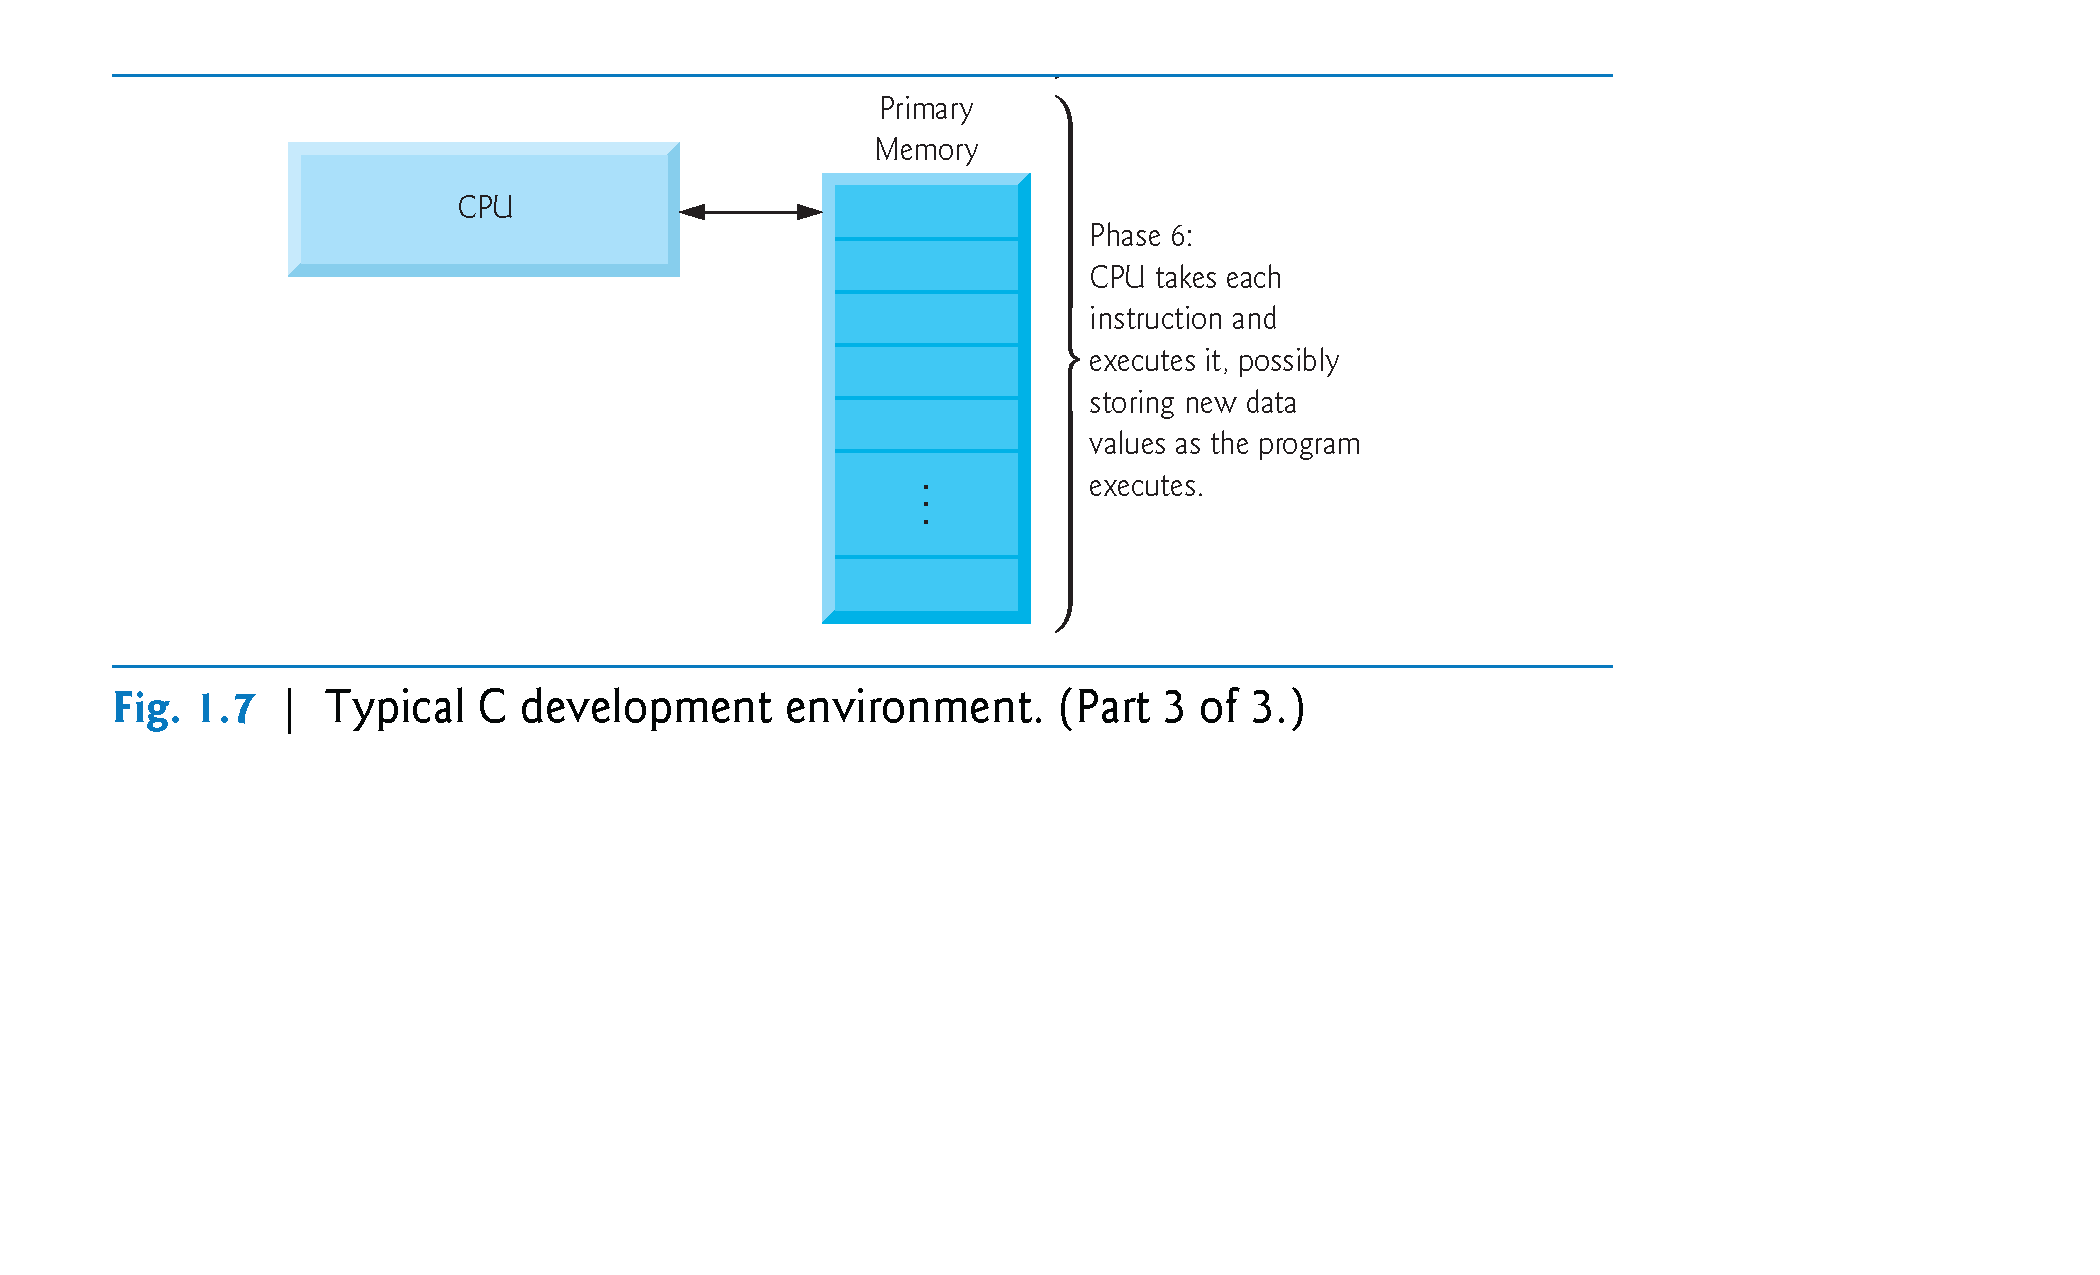 Primary
Memory
CPU
Phase 6:
CPU takes each
instruction and
executes it, possibly
storing new data
values as the program
executes.
Fig. 1.7 | Typical C development environment. (Part 3 of 3.)